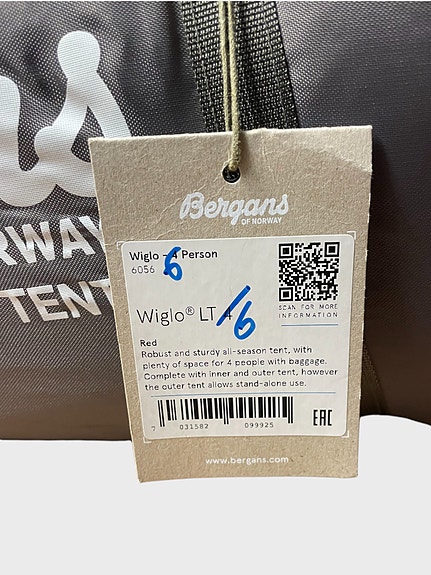 RWAY
TENT
Bergans
OF NORWAY
Wiglo - 4 Person
6056 6
SCAN FOR MORE
INFORMATION
Wiglo® LT 4 /6
Red
Robust and sturdy all-season tent, with
plenty of space for 4 people with baggage.
Complete with inner and outer tent, however
the outer tent allows stand-alone use.
7 031582 099925
EAC
www.bergans.com